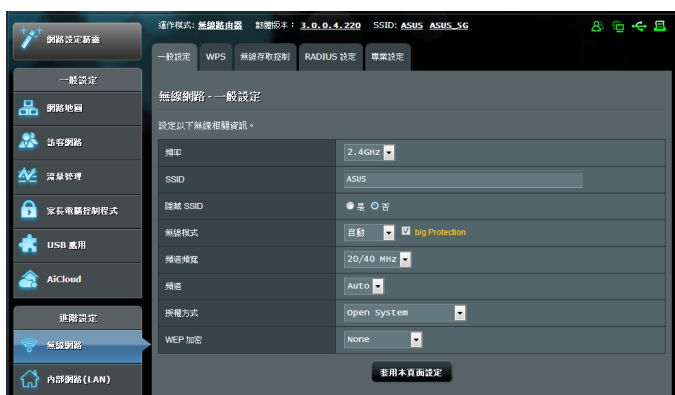 運作模式: 無線路由器 韌體版本: 3.0.0.4.220 SSID: ASUS ASUS_5G
網路設定精靈
一般設定 WPS 無線存取控制 RADIUS 設定 專業設定
一般設定
網路地圖
訪客網路
流量管理
家長電腦控制程式
USB 應用
AiCloud
進階設定
無線網路
內部網路(LAN)
無線網路 - 一般設定
設定以下無線相關資訊。
頻率 2.4GHz
SSID ASUS
隱藏 SSID 是 否
無線模式 自動 b/g Protection
頻道頻寬 20/40 MHz
頻道 Auto
授權方式 Open System
WEP 加密 None
套用本頁面設定